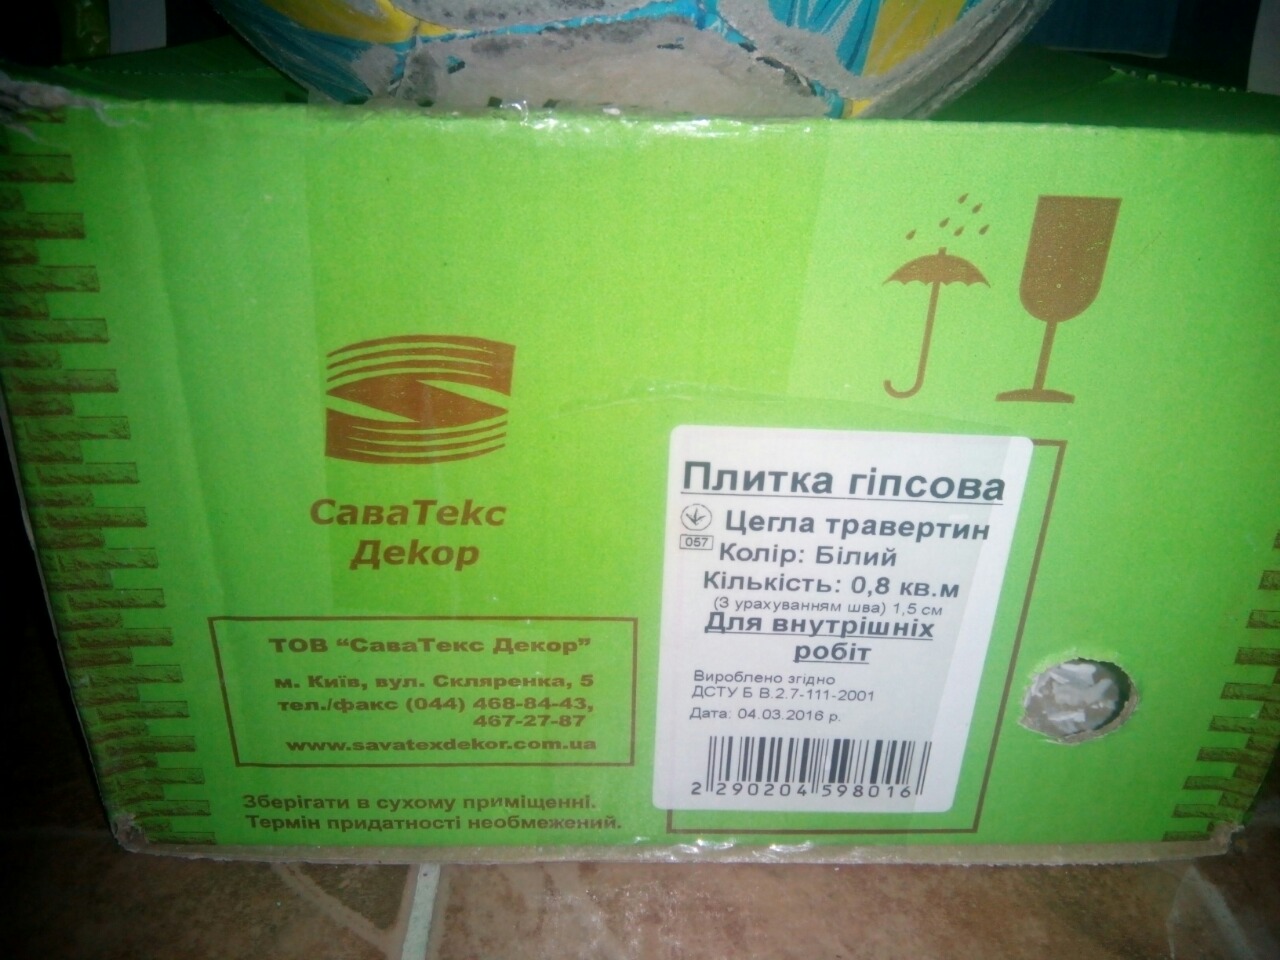 СаваТекс
Декор
ТОВ “СаваТекс Декор”
м. Київ, вул. Скляренка, 5
тел./факс (044) 468-84-43,
467-27-87
www.savatexdekor.com.ua
Зберігати в сухому приміщенні.
Термін придатності необмежений.
Плитка гіпсова
Цегла травертин
057
Колір: Білий
Кількість: 0,8 кв.м
(З урахуванням шва) 1,5 см
Для внутрішніх
робіт
Вироблено згідно
ДСТУ Б В.2.7-111-2001
Дата: 04.03.2016 р.
2 290204 598016